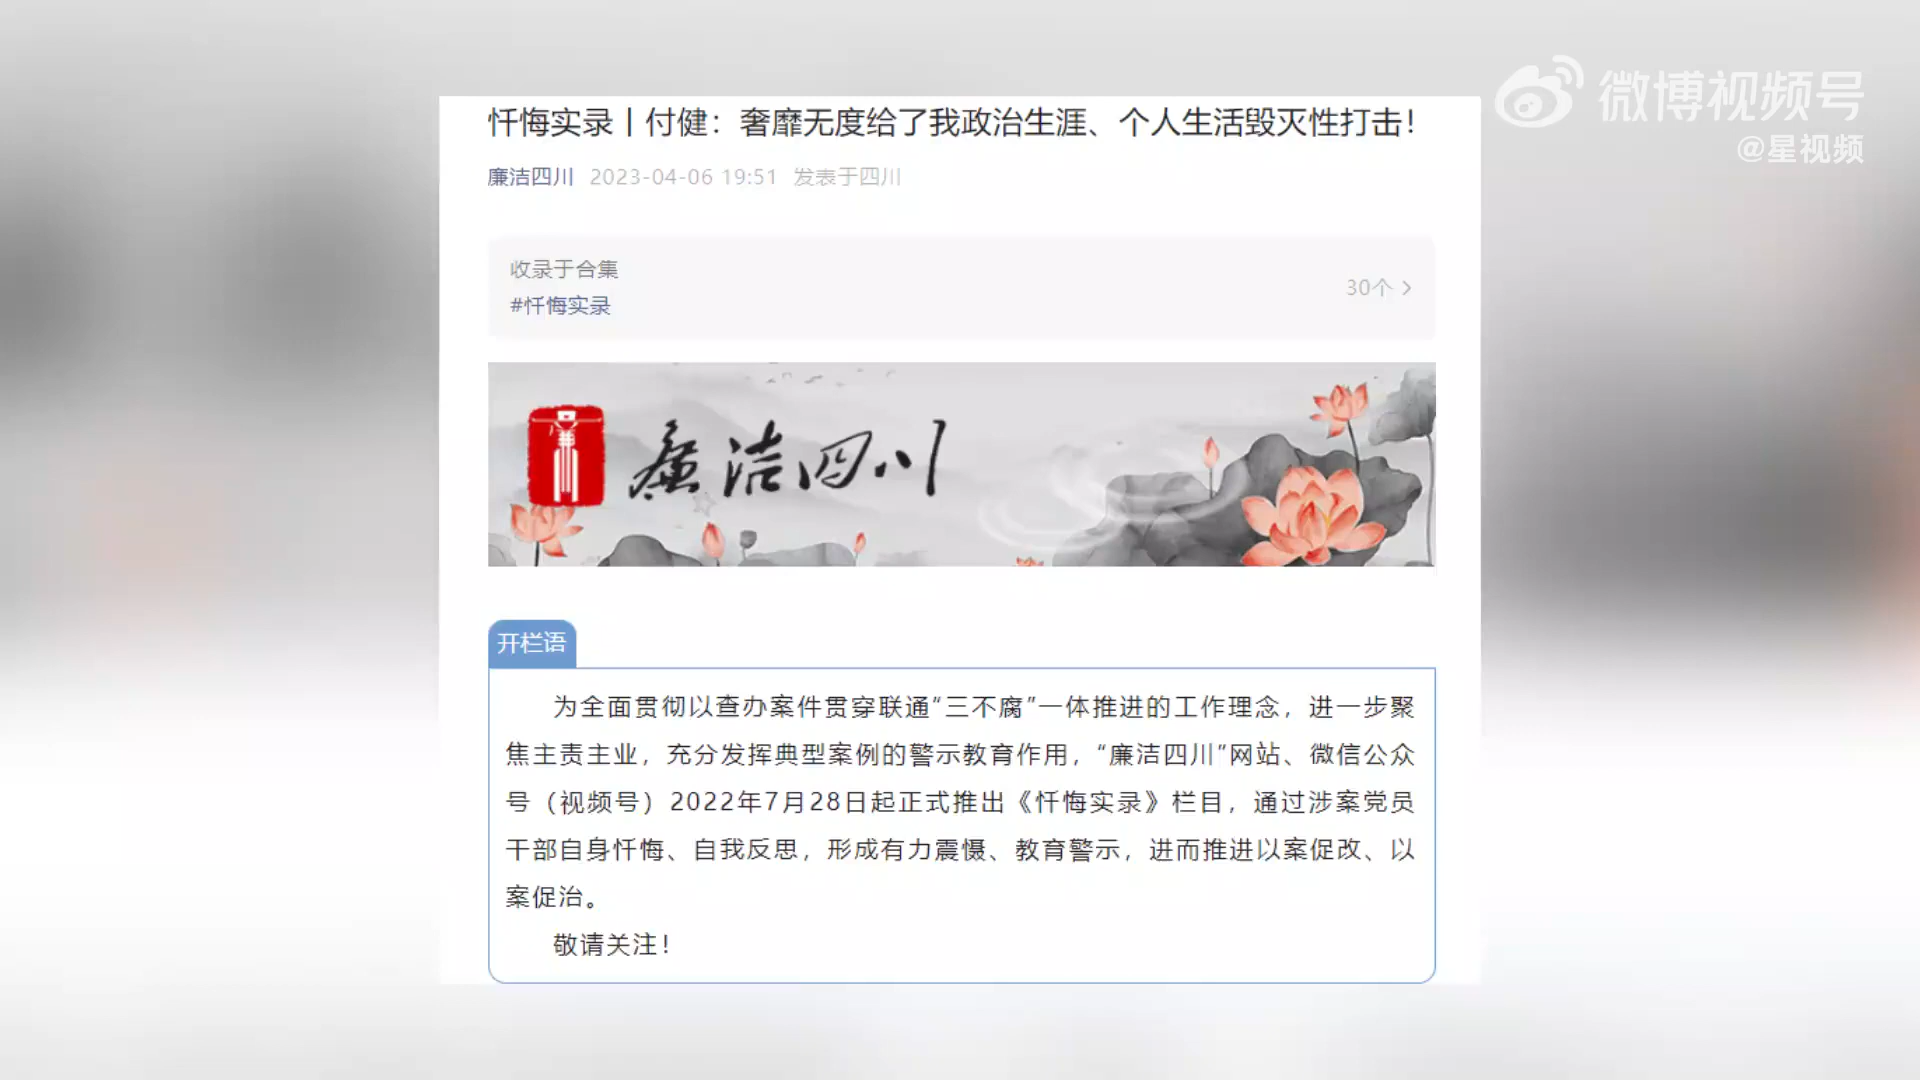 微博视频号
@星视频
忏悔实录丨付健：奢靡无度给了我政治生涯、个人生活毁灭性打击！
廉洁四川 2023-04-06 19:51 发表于四川
收录于合集
#忏悔实录
30个
廉洁四川
开栏语
为全面贯彻以查办案件贯穿联通“三不腐”一体推进的工作理念，进一步聚
焦主责主业，充分发挥典型案例的警示教育作用，“廉洁四川”网站、微信公众
号（视频号）2022年7月28日起正式推出《忏悔实录》栏目，通过涉案党员
干部自身忏悔、自我反思，形成有力震慑、教育警示，进而推进以案促改、以
案促治。
敬请关注！